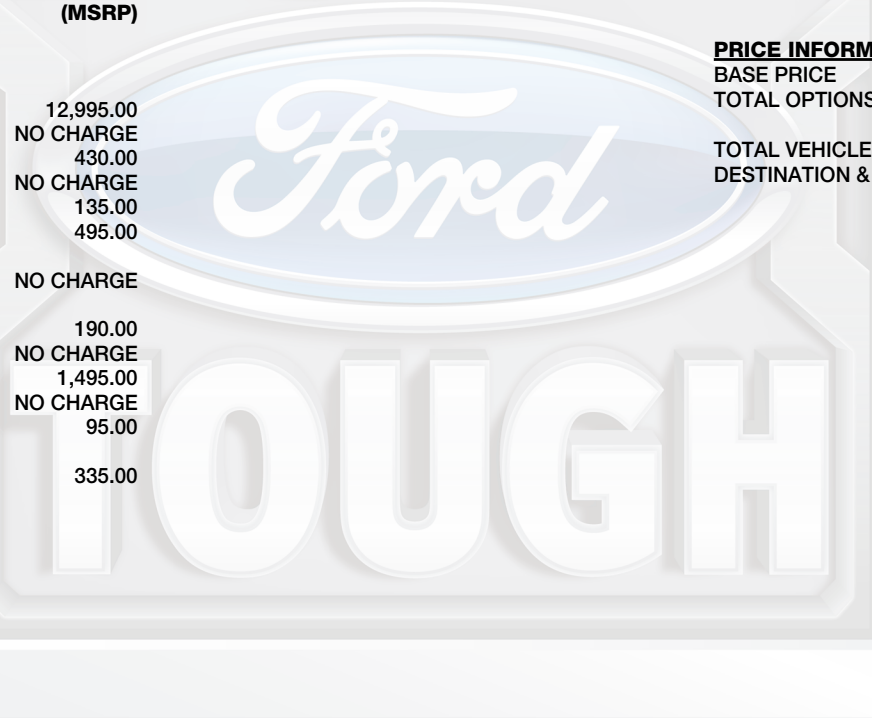 (MSRP)
12,995.00
NO CHARGE
430.00
NO CHARGE
135.00
495.00
NO CHARGE
190.00
NO CHARGE
1,495.00
NO CHARGE
95.00
335.00
PRICE INFORM
BASE PRICE
TOTAL OPTIONS
TOTAL VEHICLE
DESTINATION &
Ford
TOUGH